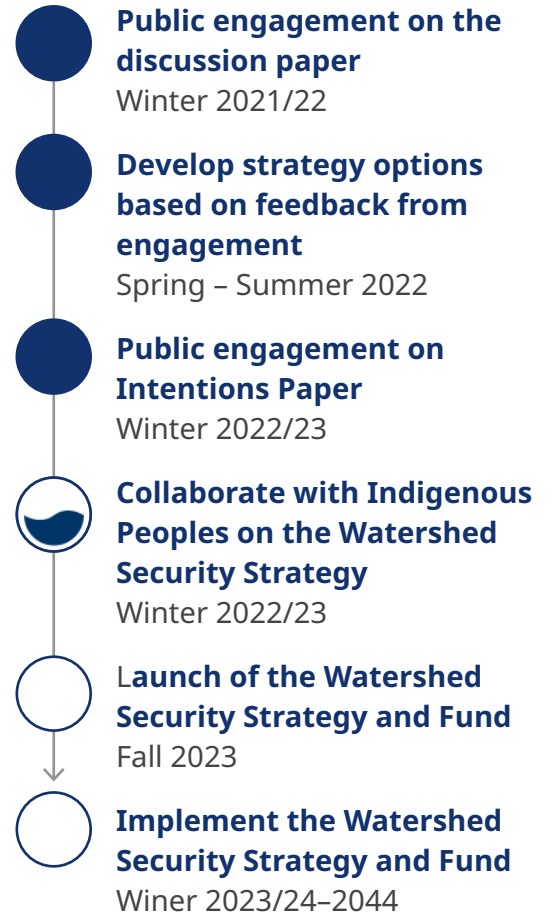 Public engagement on the
discussion paper
Winter 2021/22
Develop strategy options
based on feedback from
engagement
Spring – Summer 2022
Public engagement on
Intentions Paper
Winter 2022/23
Collaborate with Indigenous
Peoples on the Watershed
Security Strategy
Winter 2022/23
Launch of the Watershed
Security Strategy and Fund
Fall 2023
Implement the Watershed
Security Strategy and Fund
Winer 2023/24–2044